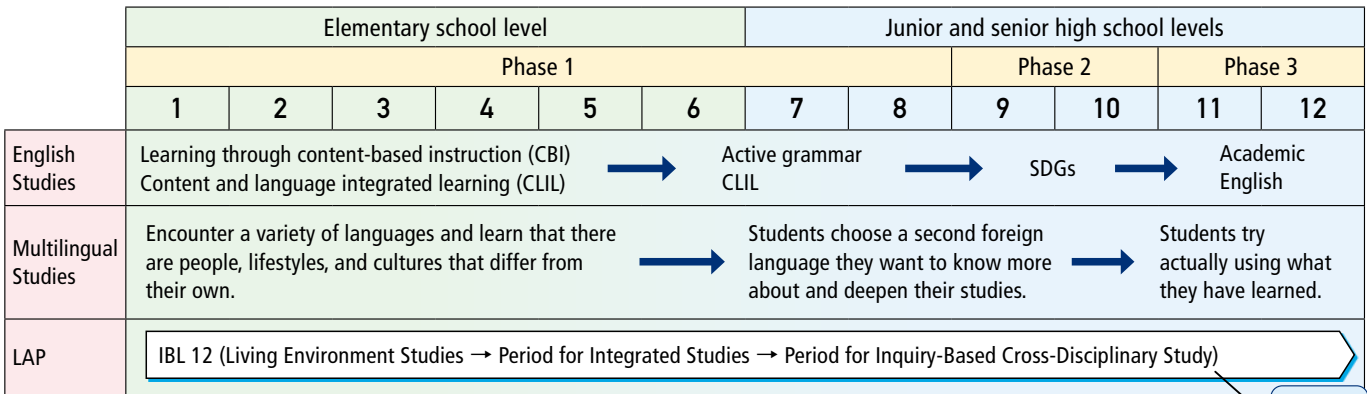 Elementary school level
Junior and senior high school levels
Phase 1
Phase 2
Phase 3
1 2 3 4 5 6 7 8 9 10 11 12
English
Studies
Learning through content-based instruction (CBI)
Content and language integrated learning (CLIL)
Active grammar
CLIL
SDGs
Academic
English
Multilingual
Studies
Encounter a variety of languages and learn that there
are people, lifestyles, and cultures that differ from
their own.
Students choose a second foreign
language they want to know more
about and deepen their studies.
Students try
actually using what
they have learned.
LAP
IBL 12 (Living Environment Studies → Period for Integrated Studies → Period for Inquiry-Based Cross-Disciplinary Study)